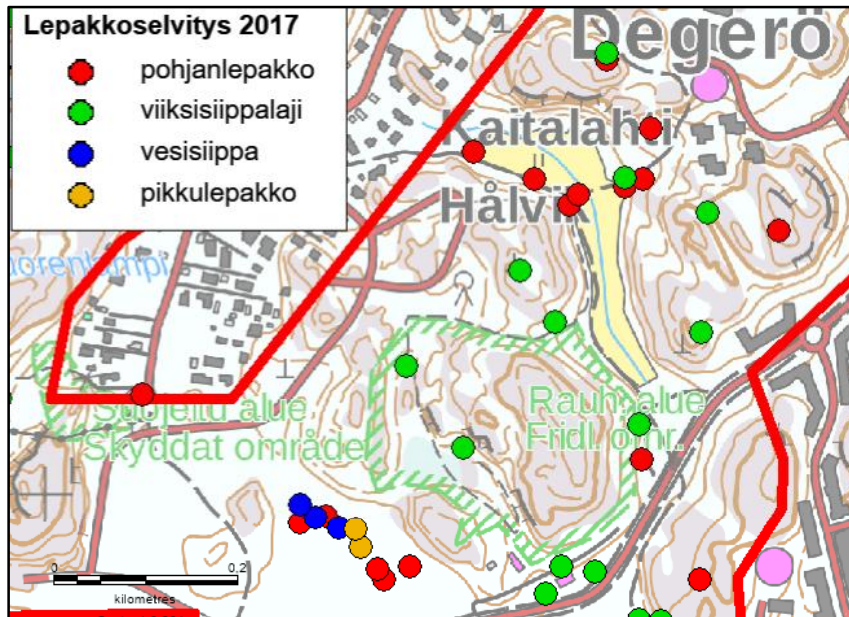 Lepakkoselvitys 2017
pohjanlepakko
viiksisiippalaji
vesisiippa
pikkulepakko
Degerö
Kaitalahti
Hålvik
orenlampi
Suojeltu alue
Skyddat område
Rauh.alue
Fridl. omr.
0
0.2
kilometres